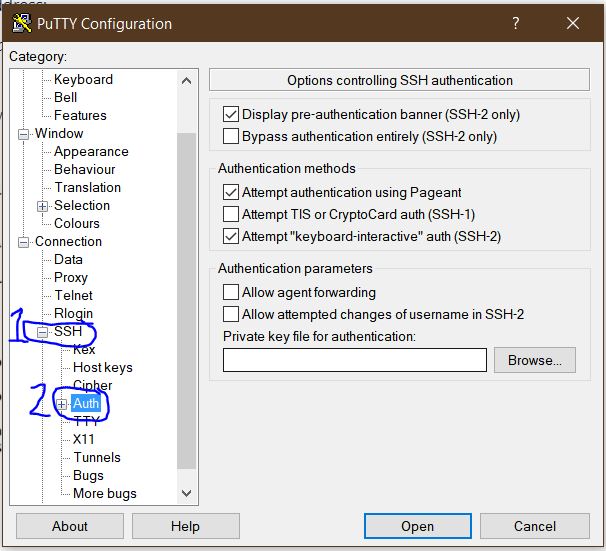 PuTTY Configuration
?
Category:
Keyboard
Bell
Features
Window
Appearance
Behaviour
Translation
Selection
Colours
Connection
Data
Proxy
Telnet
Rlogin
1
SSH
Kex
Host keys
Cipher
2
Auth
TTY
X11
Tunnels
Bugs
More bugs
Options controlling SSH authentication
Display pre-authentication banner (SSH-2 only)
Bypass authentication entirely (SSH-2 only)
Authentication methods
Attempt authentication using Pageant
Attempt TIS or CryptoCard auth (SSH-1)
Attempt "keyboard-interactive" auth (SSH-2)
Authentication parameters
Allow agent forwarding
Allow attempted changes of username in SSH-2
Private key file for authentication:
Browse...
About
Help
Open
Cancel